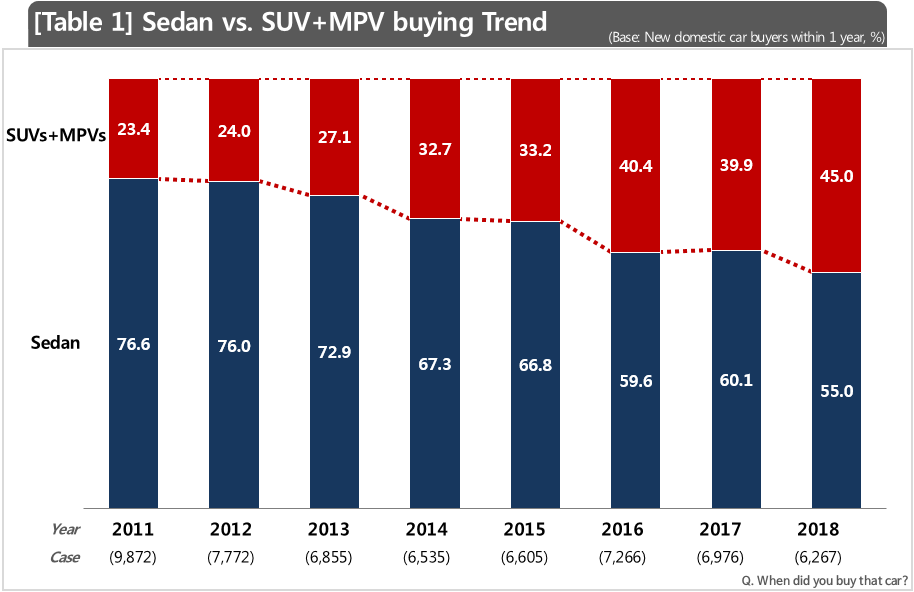 [Table 1] Sedan vs. SUV+MPV buying Trend
(Base: New domestic car buyers within 1 year, %)
SUVs+MPVs 23.4 24.0 27.1 32.7 33.2 40.4 39.9 45.0
Sedan 76.6 76.0 72.9 67.3 66.8 59.6 60.1 55.0
Year 2011 2012 2013 2014 2015 2016 2017 2018
Case (9,872) (7,772) (6,855) (6,535) (6,605) (7,266) (6,976) (6,267)
Q. When did you buy that car?